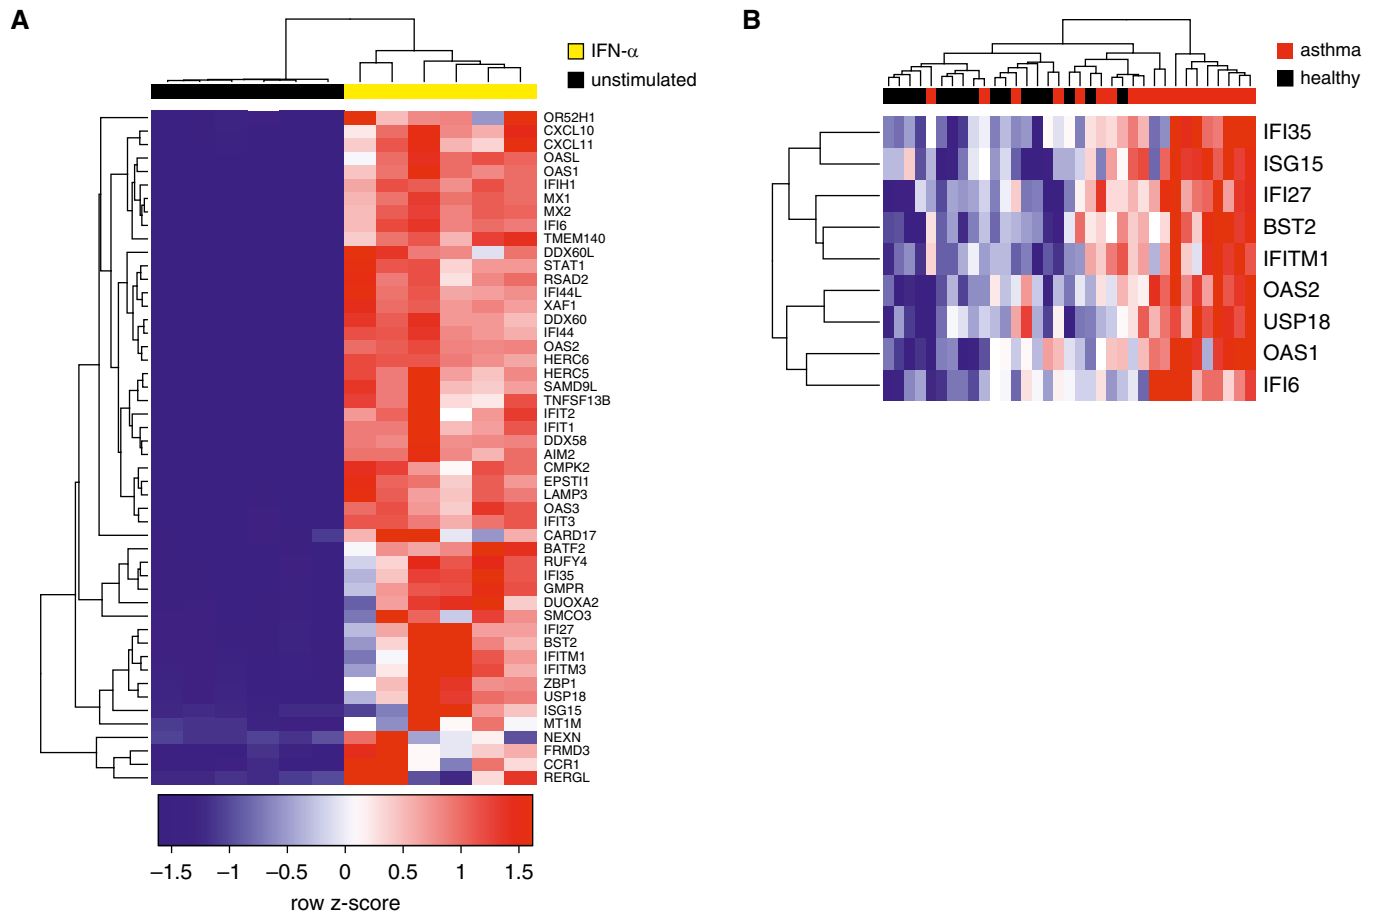 A
IFN-α
unstimulated
OR52H1
CXCL10
CXCL11
OASL
OAS1
IFIH1
MX1
MX2
IFI6
TMEM140
DDX60L
STAT1
RSAD2
IFI44L
XAF1
DDX60
IFI44
OAS2
HERC6
HERC5
SAMD9L
TNFSF13B
IFIT2
IFIT1
DDX58
AIM2
CMPK2
EPSTI1
LAMP3
OAS3
IFIT3
CARD17
BATF2
RUFY4
IFI35
GMPR
DUOXA2
SMCO3
IFI27
BST2
IFITM1
IFITM3
ZBP1
USP18
ISG15
MT1M
NEXN
FRMD3
CCR1
RERGL
−1.5 −1 −0.5 0 0.5 1 1.5
row z-score
B
asthma
healthy
IFI35
ISG15
IFI27
BST2
IFITM1
OAS2
USP18
OAS1
IFI6